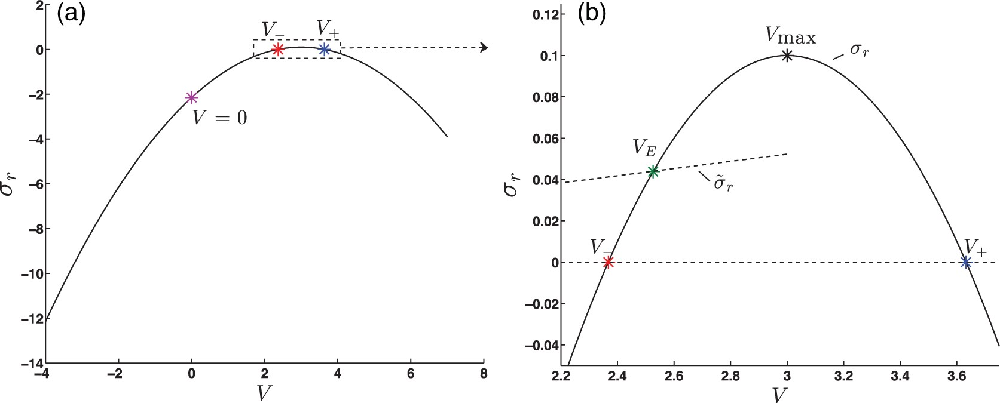 (a)
2
0
−2
−4
−6
−8
−10
−12
−14
−4 −2 0 2 4 6 8
σr
V
V− V+
V = 0
(b)
0.12
0.1
0.08
0.06
0.04
0.02
0
−0.02
−0.04
2.2 2.4 2.6 2.8 3 3.2 3.4 3.6
σr
V
Vmax
σr
VE
σ̃r
V− V+